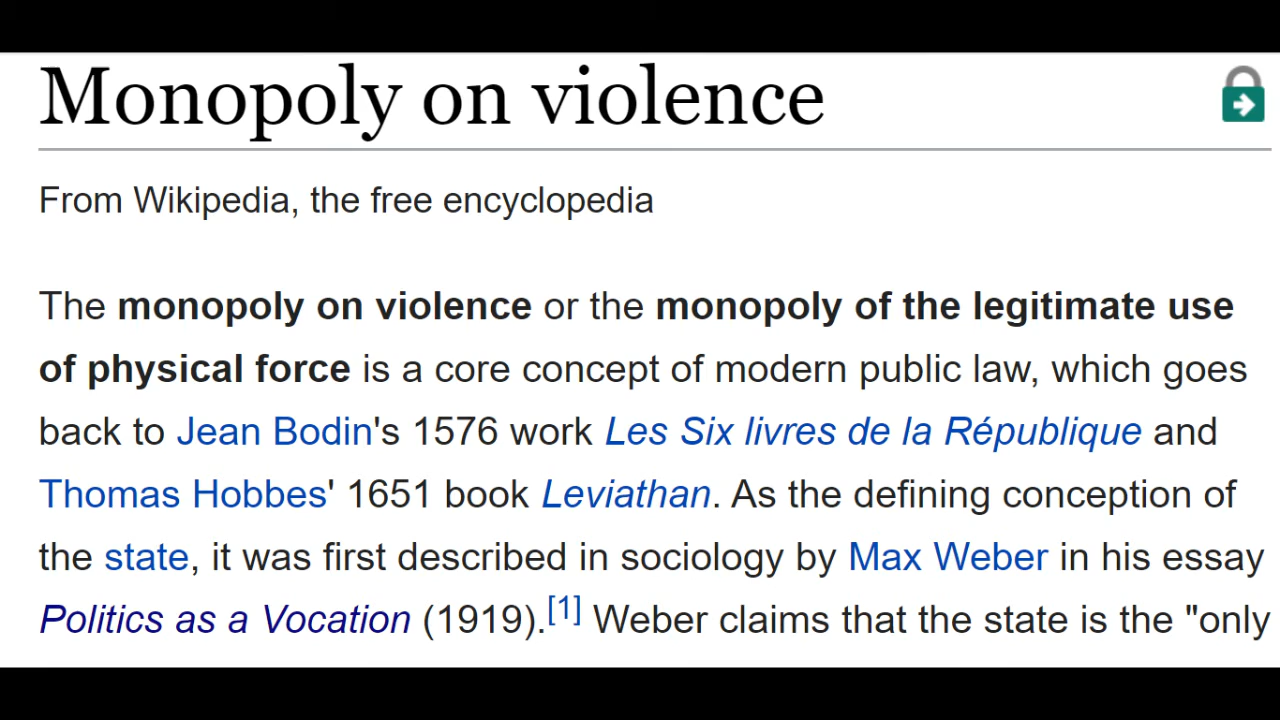 Monopoly on violence
From Wikipedia, the free encyclopedia
The monopoly on violence or the monopoly of the legitimate use
of physical force is a core concept of modern public law, which goes
back to Jean Bodin's 1576 work Les Six livres de la République and
Thomas Hobbes' 1651 book Leviathan. As the defining conception of
the state, it was first described in sociology by Max Weber in his essay
Politics as a Vocation (1919).[1] Weber claims that the state is the "only